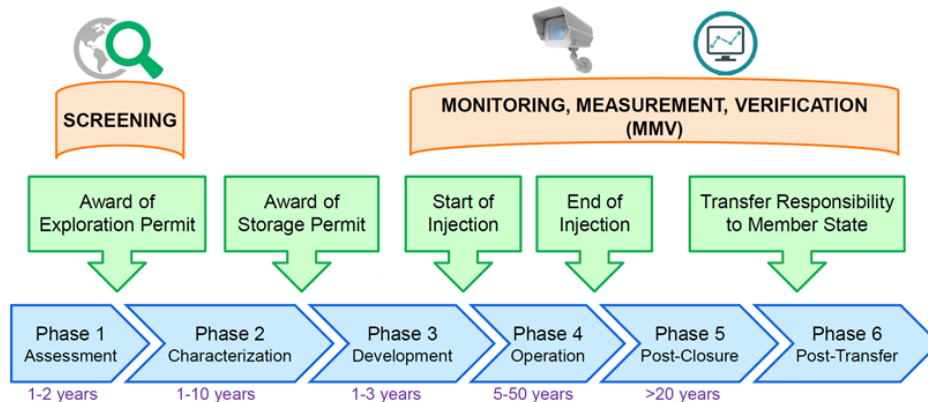 SCREENING
MONITORING, MEASUREMENT, VERIFICATION
(MMV)
Award of
Exploration Permit
Award of
Storage Permit
Start of
Injection
End of
Injection
Transfer Responsibility
to Member State
Phase 1
Assessment
Phase 2
Characterization
Phase 3
Development
Phase 4
Operation
Phase 5
Post-Closure
Phase 6
Post-Transfer
1-2 years
1-10 years
1-3 years
5-50 years
>20 years